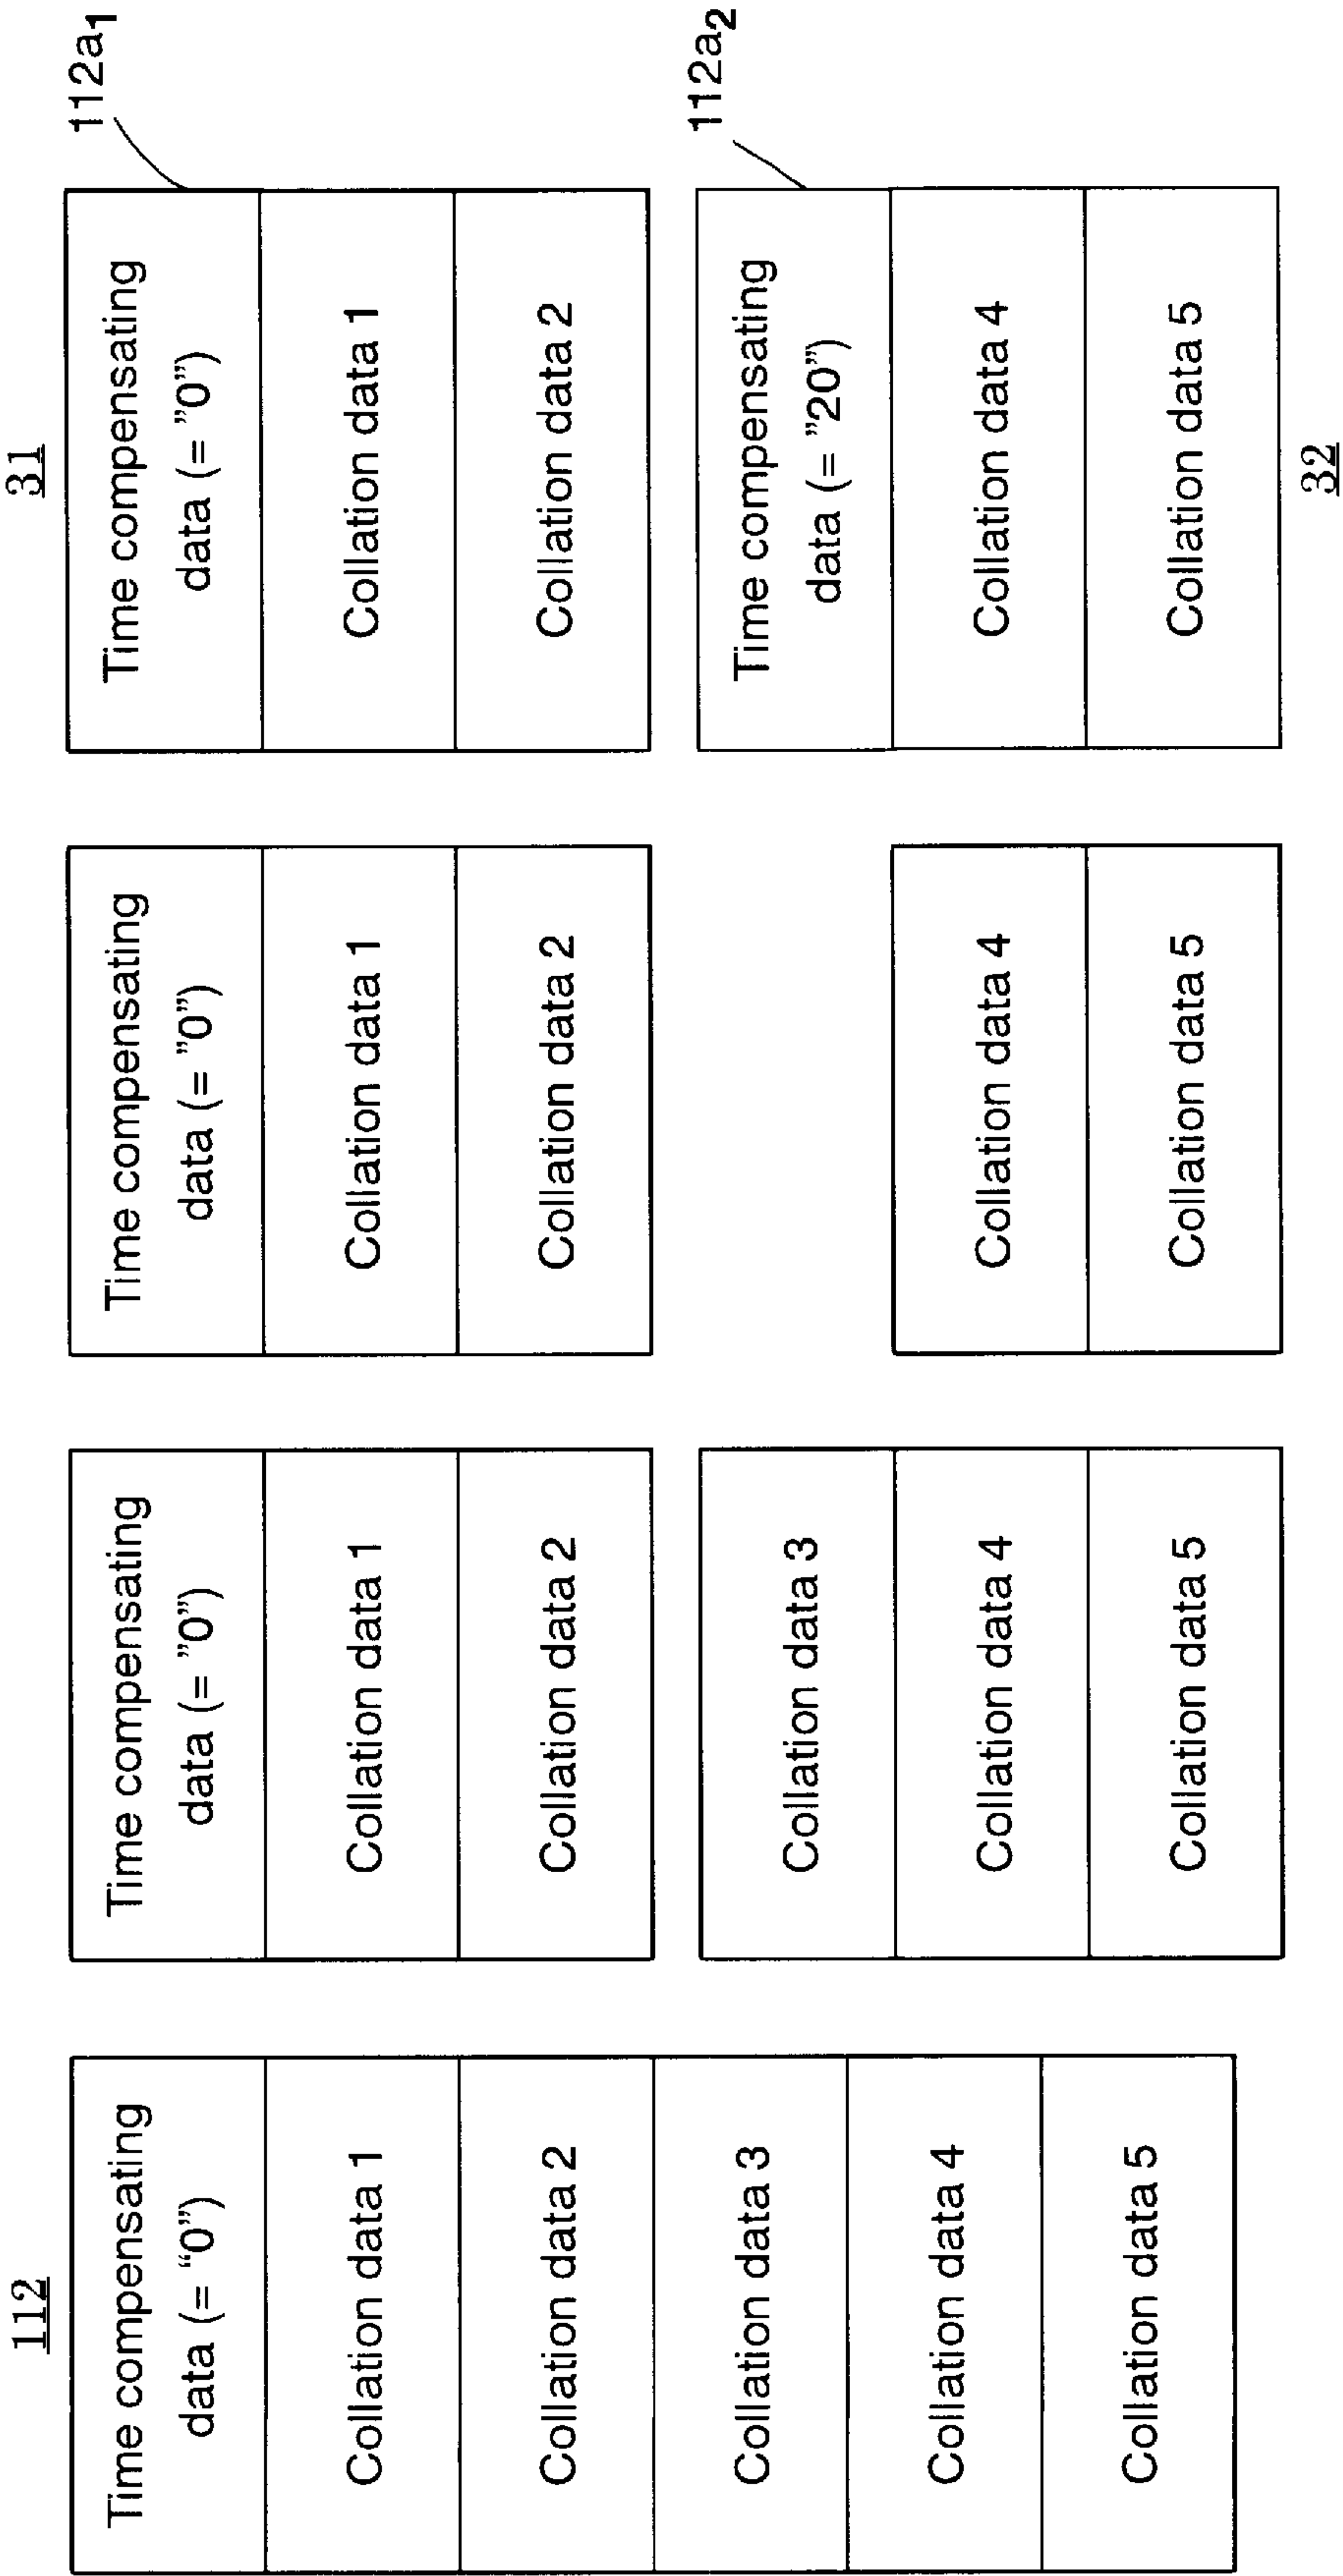 112
Time compensating
data (= “0”)
Collation data 1
Collation data 2
Collation data 3
Collation data 4
Collation data 5
Time compensating
data (= ”0”)
Collation data 1
Collation data 2
Collation data 3
Collation data 4
Collation data 5
Time compensating
data (= ”0”)
Collation data 1
Collation data 2
Collation data 4
Collation data 5
31
112a1
Time compensating
data (= ”0”)
Collation data 1
Collation data 2
112a2
Time compensating
data (= ”20”)
Collation data 4
Collation data 5
32